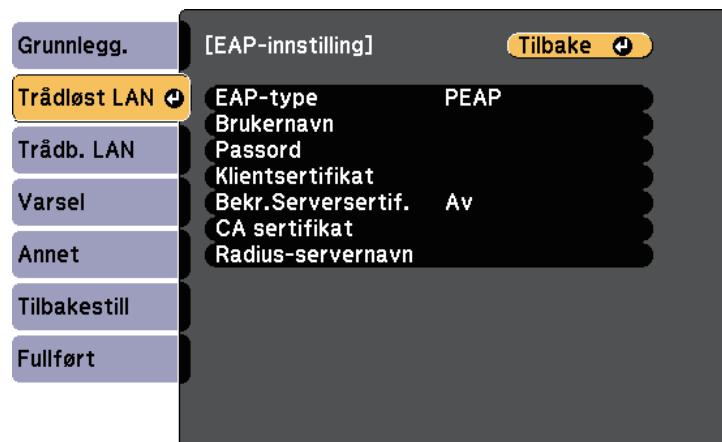 Grunnlegg.
Trådløst LAN
Trådb. LAN
Varsel
Annet
Tilbakestill
Fullført
[EAP-innstilling] Tilbake
EAP-type PEAP
Brukernavn
Passord
Klientsertifikat
Bekr.Serversertif. Av
CA sertifikat
Radius-servernavn